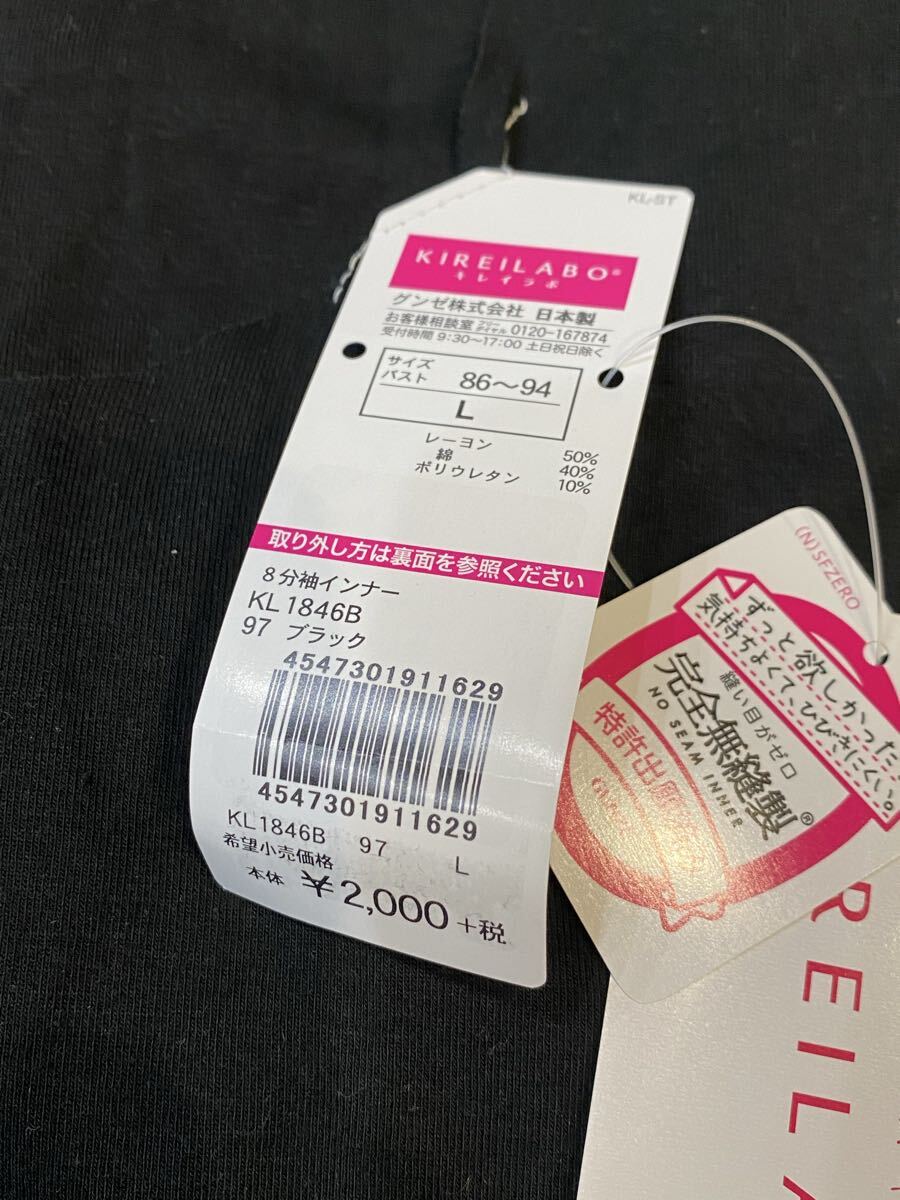 KL-ST
KIREILABO®
キレイラボ
グンゼ株式会社 日本製
お客様相談室 フリーダイヤル 0120-167874
受付時間 9:30〜17:00 土日祝日除く
サイズ
バスト 86〜94
L
レーヨン 50%
綿 40%
ポリウレタン 10%
取り外し方は裏面を参照ください
8分袖インナー
KL1846B
97 ブラック
4547301911629
4547301911629
KL1846B 97 L
希望小売価格
本体 ¥2,000+税
(N)SFZERO
ずっと欲しかった…
気持ちよくて、ひびきにくい。
縫い目がゼロ
完全無縫製®
NO SEAM INNER
特許出願
REILA